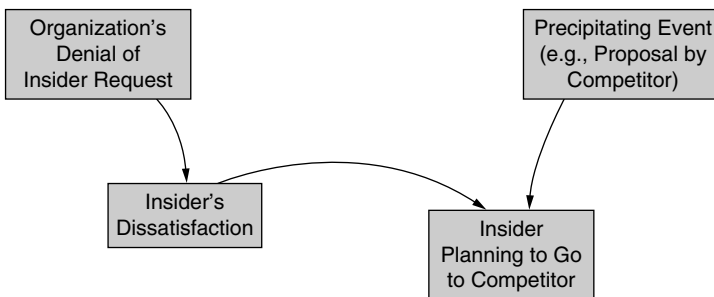 Organization's
Denial of
Insider Request
Precipitating Event
(e.g., Proposal by
Competitor)
Insider's
Dissatisfaction
Insider
Planning to Go
to Competitor